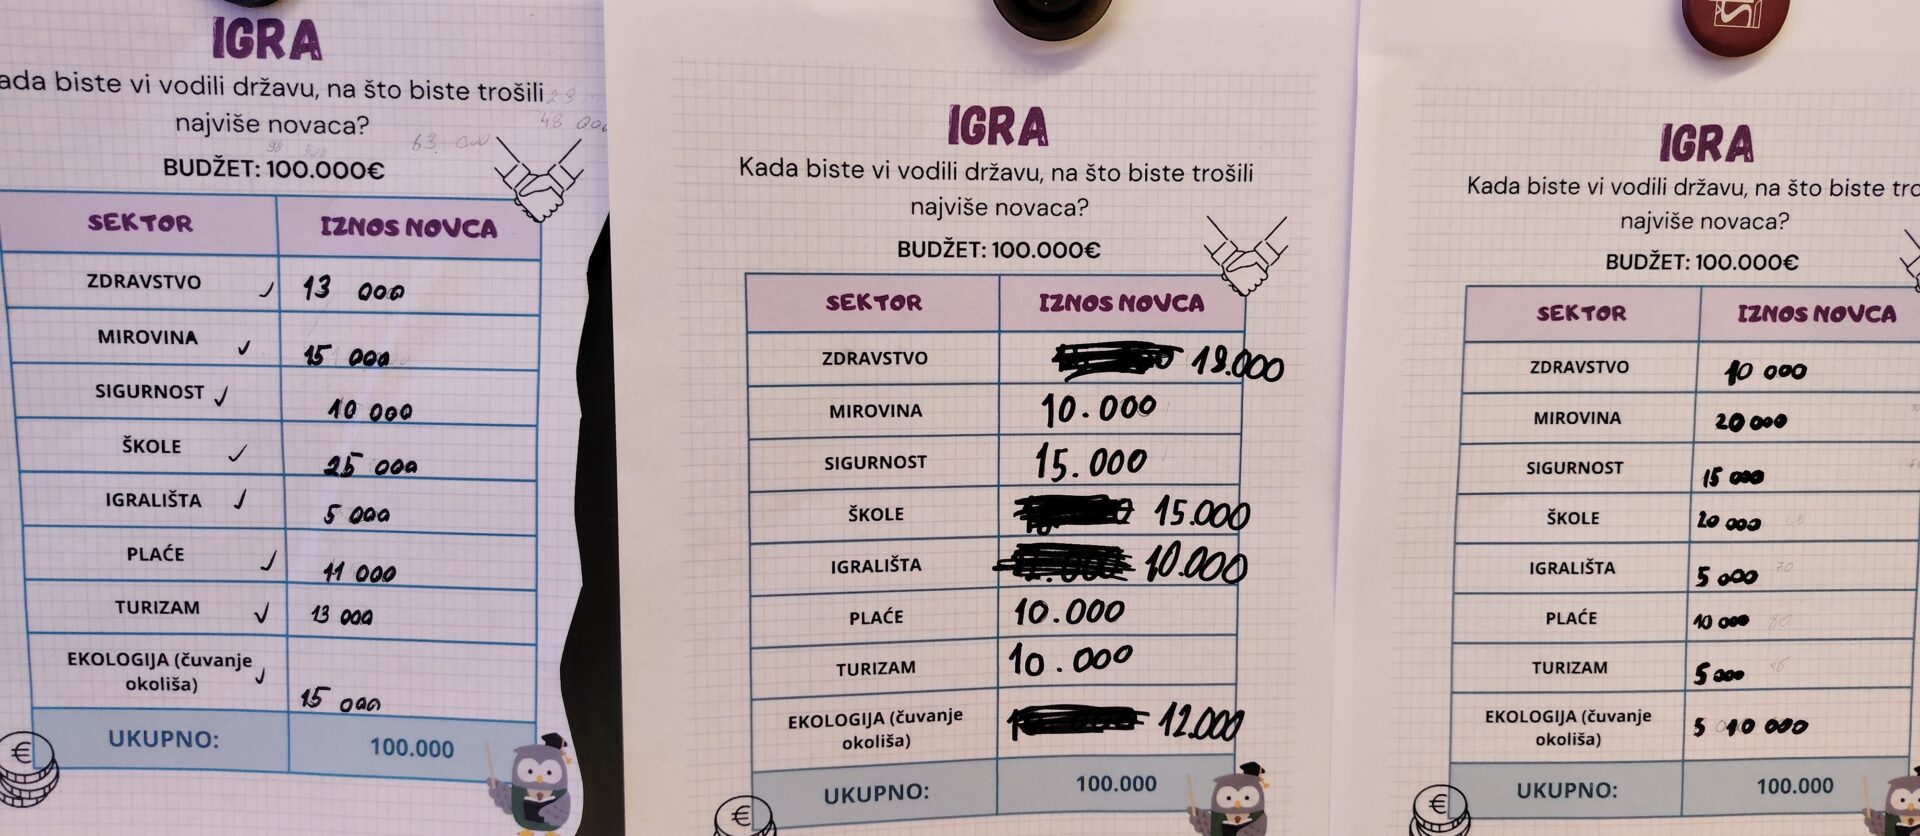 IGRA
ada biste vi vodili državu, na što biste trošili
najviše novaca?
BUDŽET: 100.000€
SEKTOR IZNOS NOVCA
ZDRAVSTVO 13 000
MIROVINA 15 000
SIGURNOST 10 000
ŠKOLE
IGRALIŠTA 5 000
PLAĆE 11 000
TURIZAM 13 000
EKOLOGIJA (čuvanje
okoliša)
15 000
UKUPNO: 100.000
IGRA
Kada biste vi vodili državu, na što biste trošili
najviše novaca?
BUDŽET: 100.000€
SEKTOR IZNOS NOVCA
ZDRAVSTVO 18.000
MIROVINA 10.000
SIGURNOST 15.000
ŠKOLE 15.000
IGRALIŠTA 10.000
PLAĆE 10.000
TURIZAM 10.000
EKOLOGIJA (čuvanje
okoliša) 12.000
UKUPNO: 100.000
IGRA
Kada biste vi vodili državu, na što biste tro
najviše novaca?
BUDŽET: 100.000€
SEKTOR IZNOS NOVCA
ZDRAVSTVO 10 000
MIROVINA 20 000
SIGURNOST 15 000
ŠKOLE 20 000
IGRALIŠTA 5 000
PLAĆE 10 000
TURIZAM 5 000
EKOLOGIJA (čuvanje
okoliša) 10 000
UKUPNO: 100.000